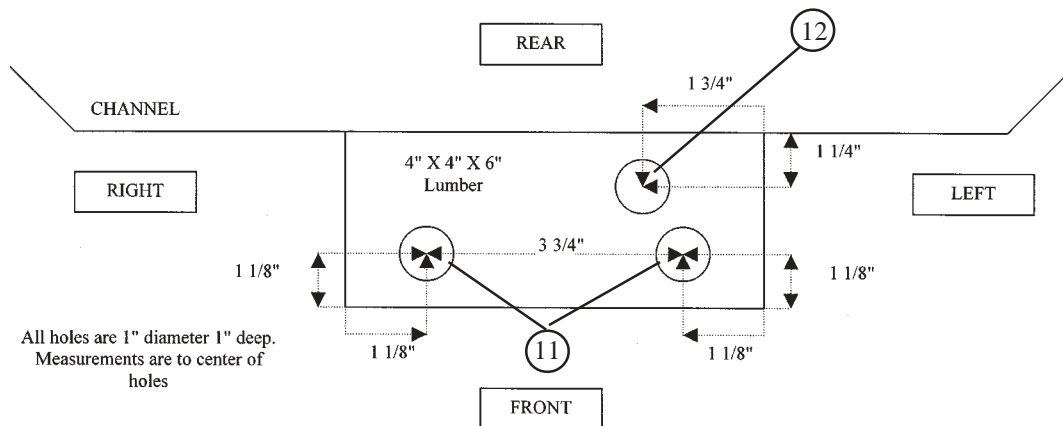 12
REAR
1 3/4"
CHANNEL
4" X 4" X 6"
Lumber
1 1/4"
RIGHT
LEFT
3 3/4"
1 1/8"
1 1/8"
All holes are 1" diameter 1" deep.
Measurements are to center of
holes
1 1/8"
11
1 1/8"
FRONT